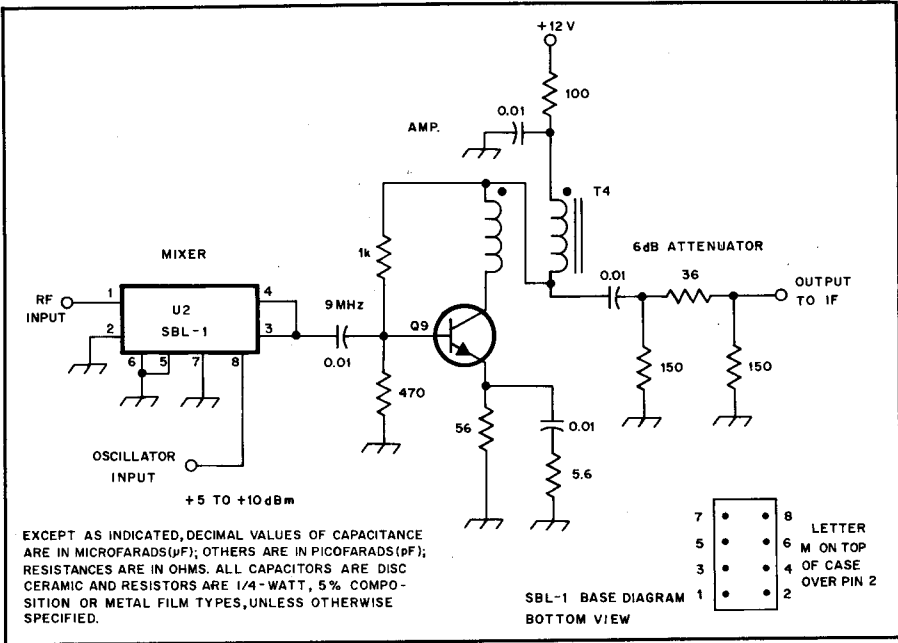 +12 V
100
0.01
AMP.
T4
1k
MIXER
6dB ATTENUATOR
0.01
36
RF
INPUT
1
2
U2
SBL-1
4
3
6
5
7
8
9 MHz
0.01
Q9
OUTPUT
TO IF
470
150
150
56
0.01
5.6
OSCILLATOR
INPUT
+5 TO +10 dBm
EXCEPT AS INDICATED, DECIMAL VALUES OF CAPACITANCE
ARE IN MICROFARADS (µF); OTHERS ARE IN PICOFARADS (pF);
RESISTANCES ARE IN OHMS. ALL CAPACITORS ARE DISC
CERAMIC AND RESISTORS ARE 1/4-WATT, 5% COMPO-
SITION OR METAL FILM TYPES, UNLESS OTHERWISE
SPECIFIED.
7
8
5
6
3
4
1
2
LETTER
M ON TOP
OF CASE
OVER PIN 2
SBL-1 BASE DIAGRAM
BOTTOM VIEW